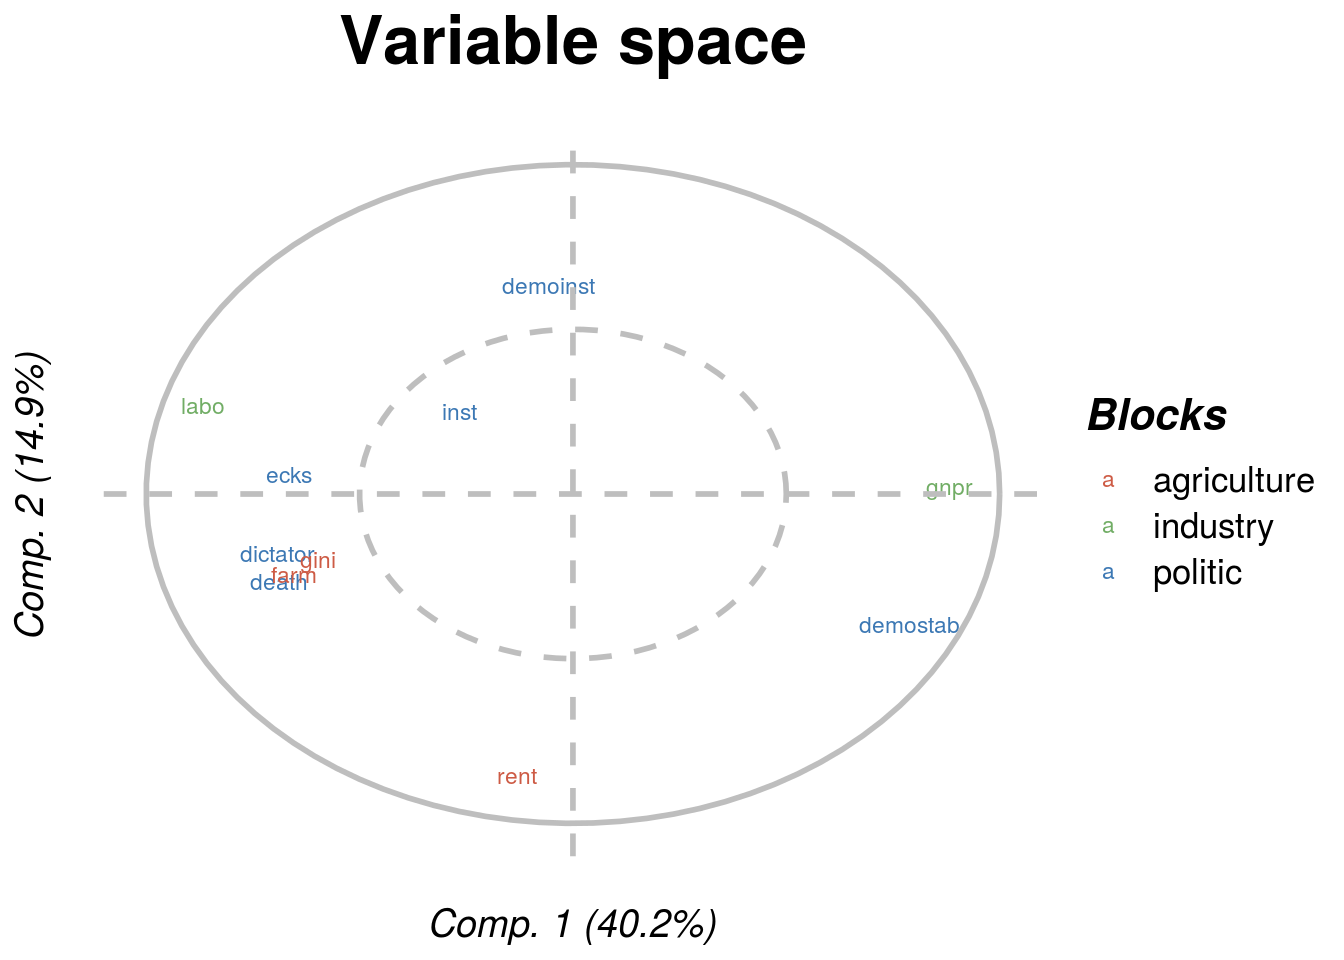 Variable space
demoinst
labo
inst
ecks
gnpr
dictator
gini
farm
death
demostab
rent
Comp. 2 (14.9%)
Comp. 1 (40.2%)
Blocks
a agriculture
a industry
a politic